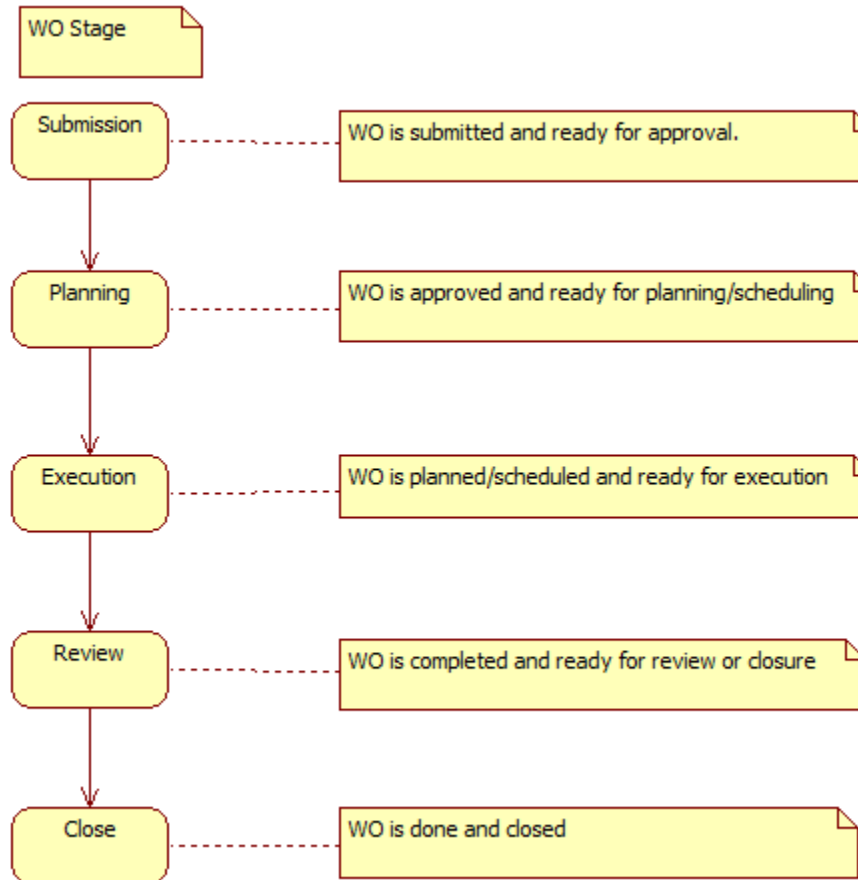 WO Stage
Submission
WO is submitted and ready for approval.
Planning
WO is approved and ready for planning/scheduling
Execution
WO is planned/scheduled and ready for execution
Review
WO is completed and ready for review or closure
Close
WO is done and closed